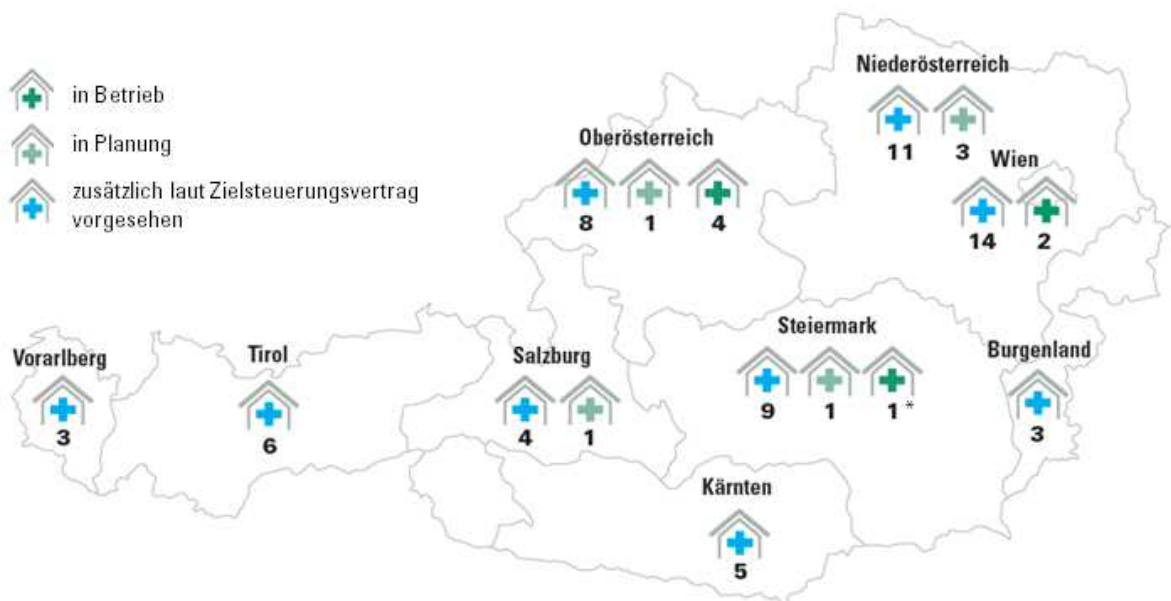 in Betrieb
in Planung
zusätzlich laut Zielsteuerungsvertrag
vorgesehen
Niederösterreich
11 3
Oberösterreich
8 1 4
Wien
14 2
Steiermark
9 1 1*
Burgenland
3
Vorarlberg
3
Tirol
6
Salzburg
4 1
Kärnten
5